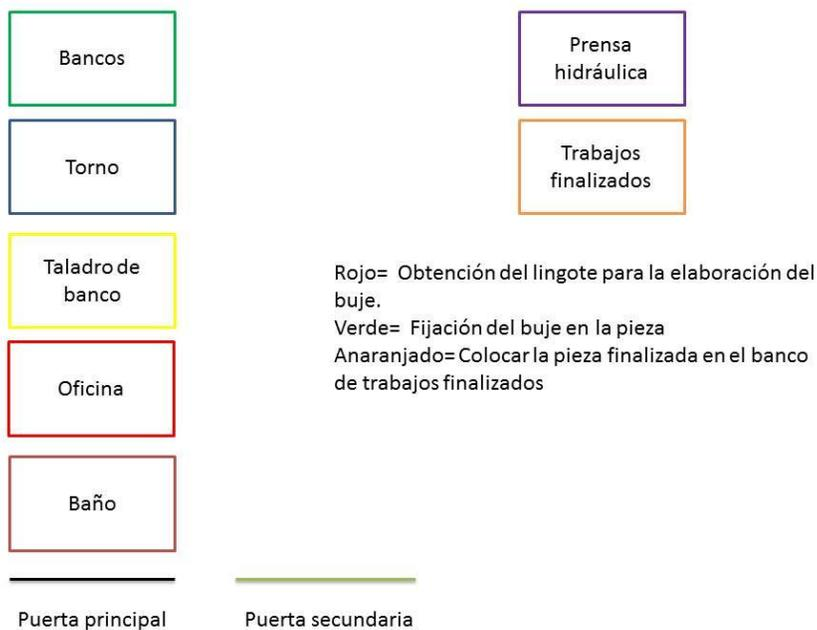 Bancos
Prensa
hidráulica
Torno
Trabajos
finalizados
Taladro de
banco
Rojo= Obtención del lingote para la elaboración del
buje.
Verde= Fijación del buje en la pieza
Anaranjado= Colocar la pieza finalizada en el banco
de trabajos finalizados
Oficina
Baño
Puerta principal
Puerta secundaria